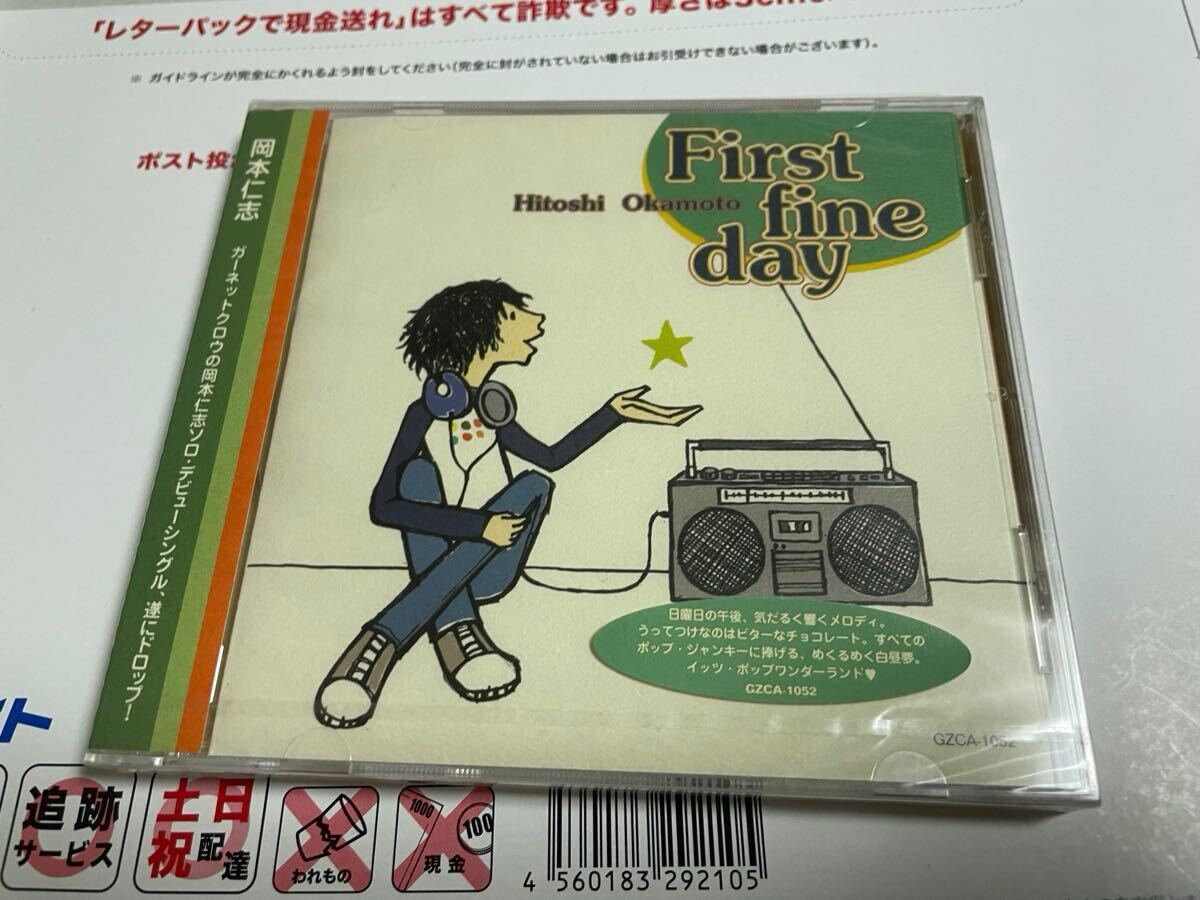 「レターパックで現金送れ」はすべて詐欺です。厚さは3cm
※ ガイドラインが完全にかくれるよう封をしてください(完全に封がされていない場合はお引受けできない場合がございます)。
ポスト投
岡本仁志
ガーネットクロウの岡本仁志ソロ・デビューシングル、遂にドロップ!
First
Hitoshi Okamoto
fine
day
日曜日の午後、気だるく響くメロディ。
うってつけなのはビターなチョコレート。すべての
ポップ・ジャンキーに捧げる、めくるめく白昼夢。
イッツ・ポップワンダーランド♥
GZCA-1052
GZCA-1052
イト
追跡
サービス
土日
祝配達
われもの
1000
100
現金
4 560183 292105